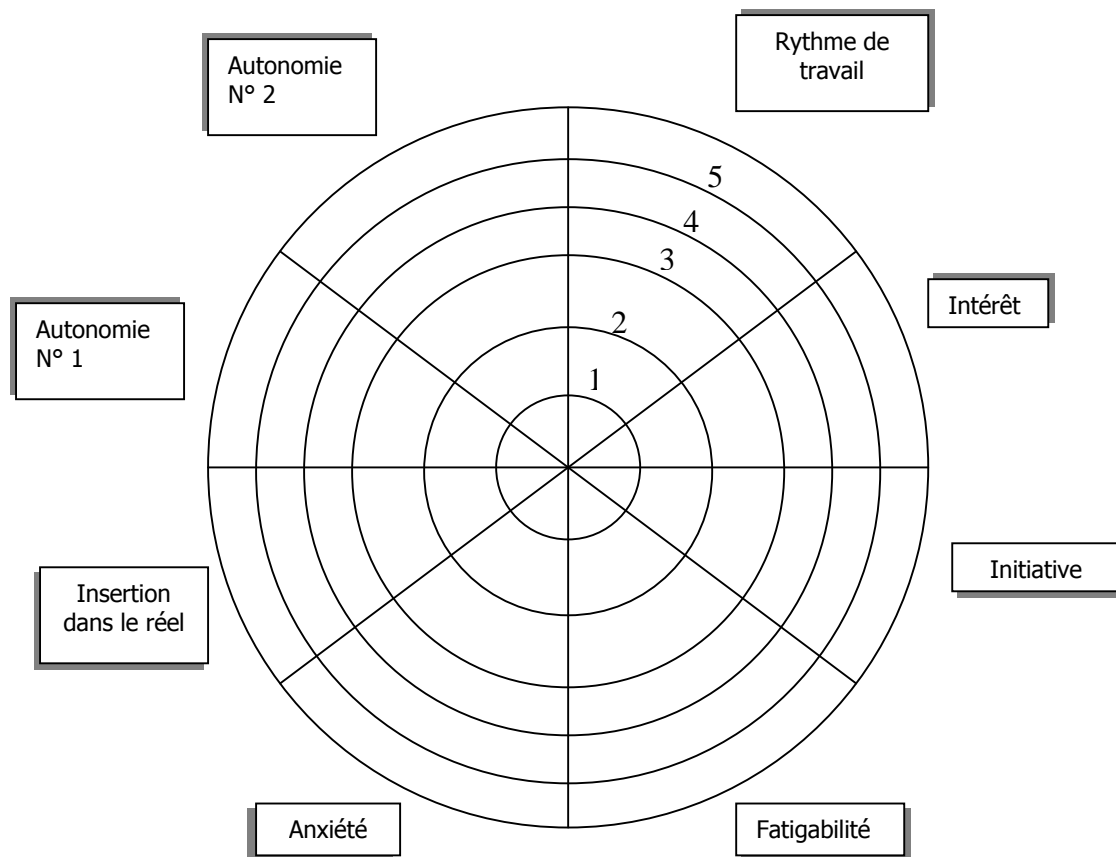 Rythme de
travail
Autonomie
N° 2
5
4
3
2
1
Intérêt
Autonomie
N° 1
Initiative
Insertion
dans le réel
Anxiété
Fatigabilité